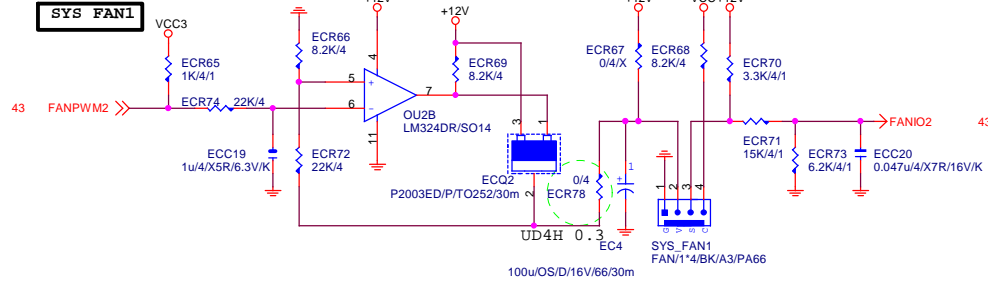 SYS FAN1
VCC3
+12V
+12V
+12V
+12V
ECR65
1K/4/1
ECR66
8.2K/4
ECR69
8.2K/4
ECR67
0/4/X
ECR68
8.2K/4
ECR70
3.3K/4/1
43 FANPWM2
ECR74 22K/4
4
5
+
6
-
7
11
OU2B
LM324DR/SO14
3
1
2
ECC19
1u/4/X5R/6.3V/K
ECR72
22K/4
ECQ2
P2003ED/P/TO252/30m
0/4
ECR78
UD4H 0.3
+
1
EC4
100u/OS/D/16V/66/30m
1
2
3
4
G
V
S
C
SYS_FAN1
FAN/1*4/BK/A3/PA66
ECR71
15K/4/1
ECR73
6.2K/4/1
ECC20
0.047u/4/X7R/16V/K
FANIO2